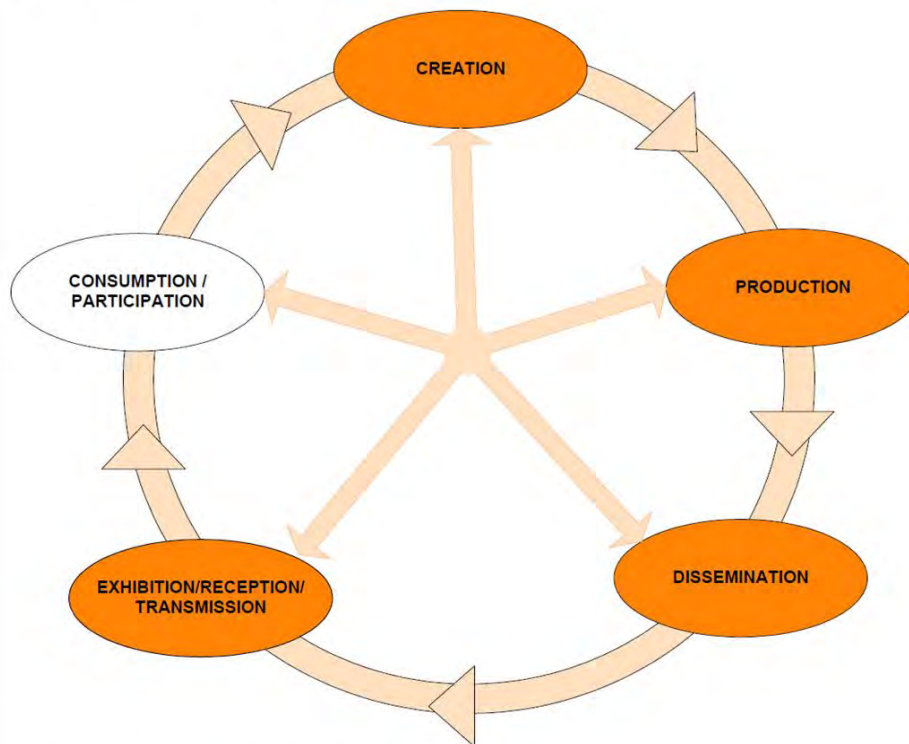 CREATION
PRODUCTION
CONSUMPTION /
PARTICIPATION
DISSEMINATION
EXHIBITION/RECEPTION/
TRANSMISSION